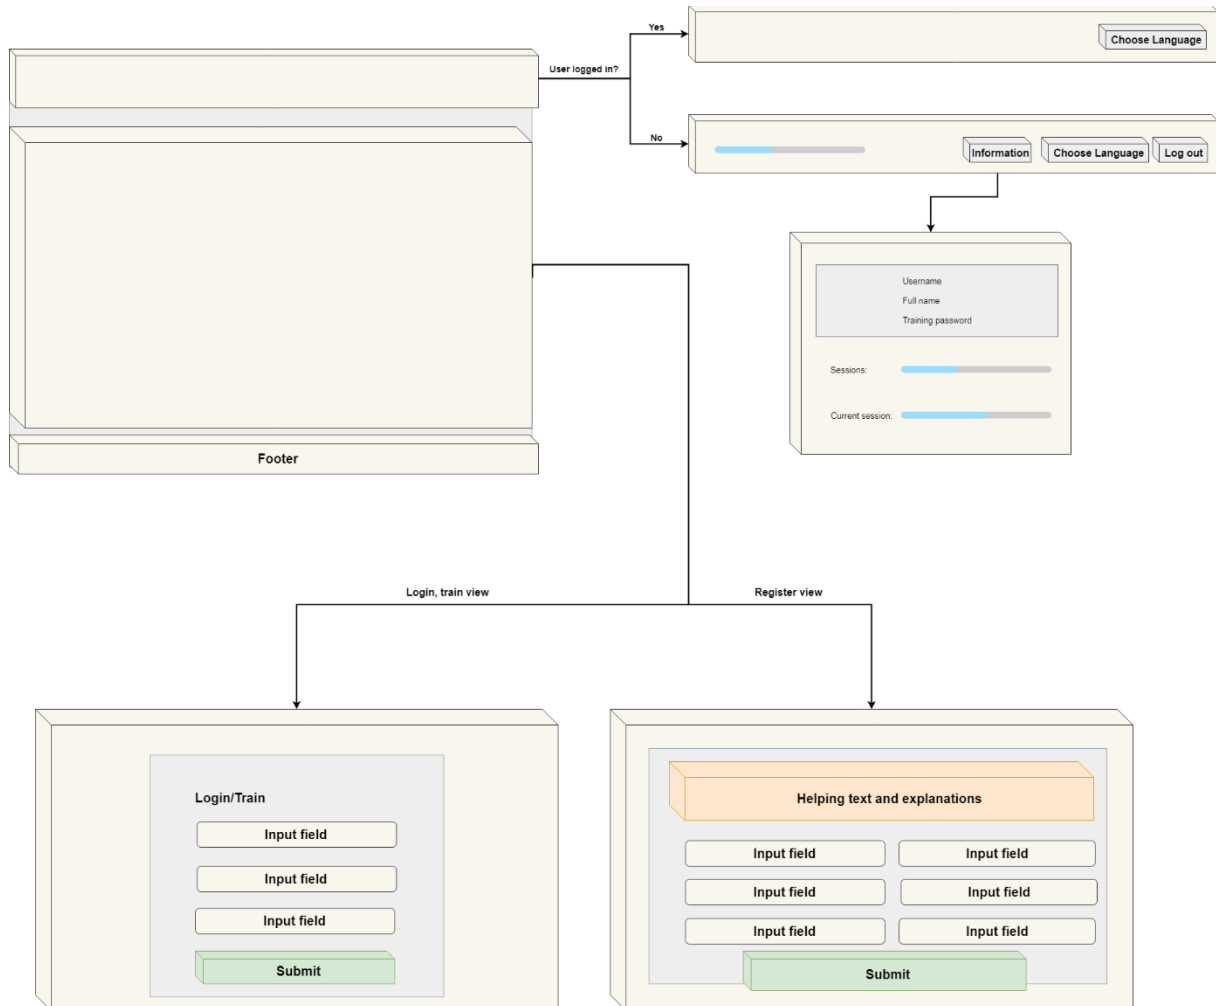 Yes
Choose Language
User logged in?
No
Information
Choose Language
Log out
Username
Full name
Training password
Sessions:
Current session:
Footer
Login, train view
Register view
Login/Train
Input field
Input field
Input field
Submit
Helping text and explanations
Input field
Input field
Input field
Input field
Input field
Input field
Submit